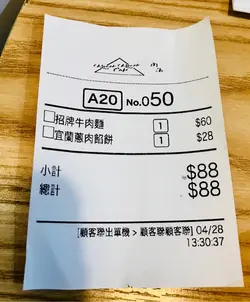 A20 No.050
招牌牛肉麵 1 $60
宜蘭蔥肉餡餅 1 $28
小計 $88
總計 $88
[顧客聯出單機 > 顧客聯顧客聯] 04/28
13:30:37